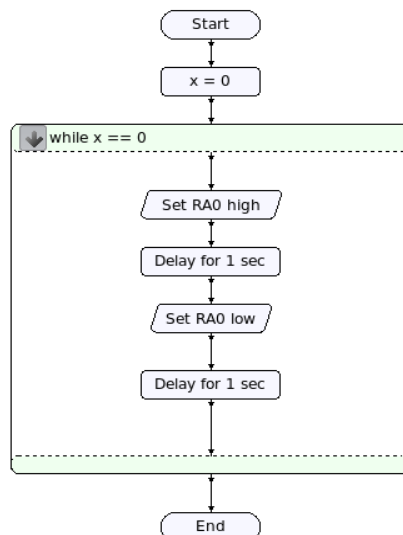 Start
x = 0
while x == 0
Set RA0 high
Delay for 1 sec
Set RA0 low
Delay for 1 sec
End